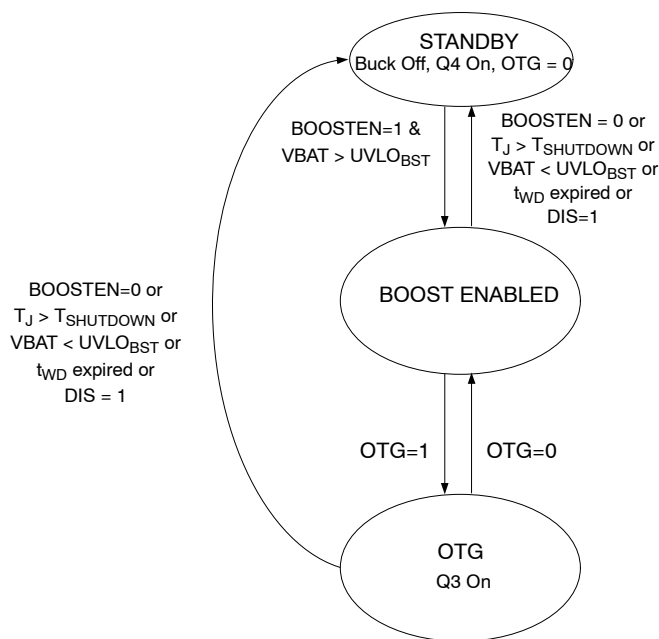 STANDBY
Buck Off, Q4 On, OTG = 0
BOOSTEN=1 &
VBAT > UVLOBST
BOOSTEN = 0 or
TJ > TSHUTDOWN or
VBAT < UVLOBST or
tWD expired or
DIS=1
BOOST ENABLED
BOOSTEN=0 or
TJ > TSHUTDOWN or
VBAT < UVLOBST or
tWD expired or
DIS = 1
OTG=1
OTG=0
OTG
Q3 On